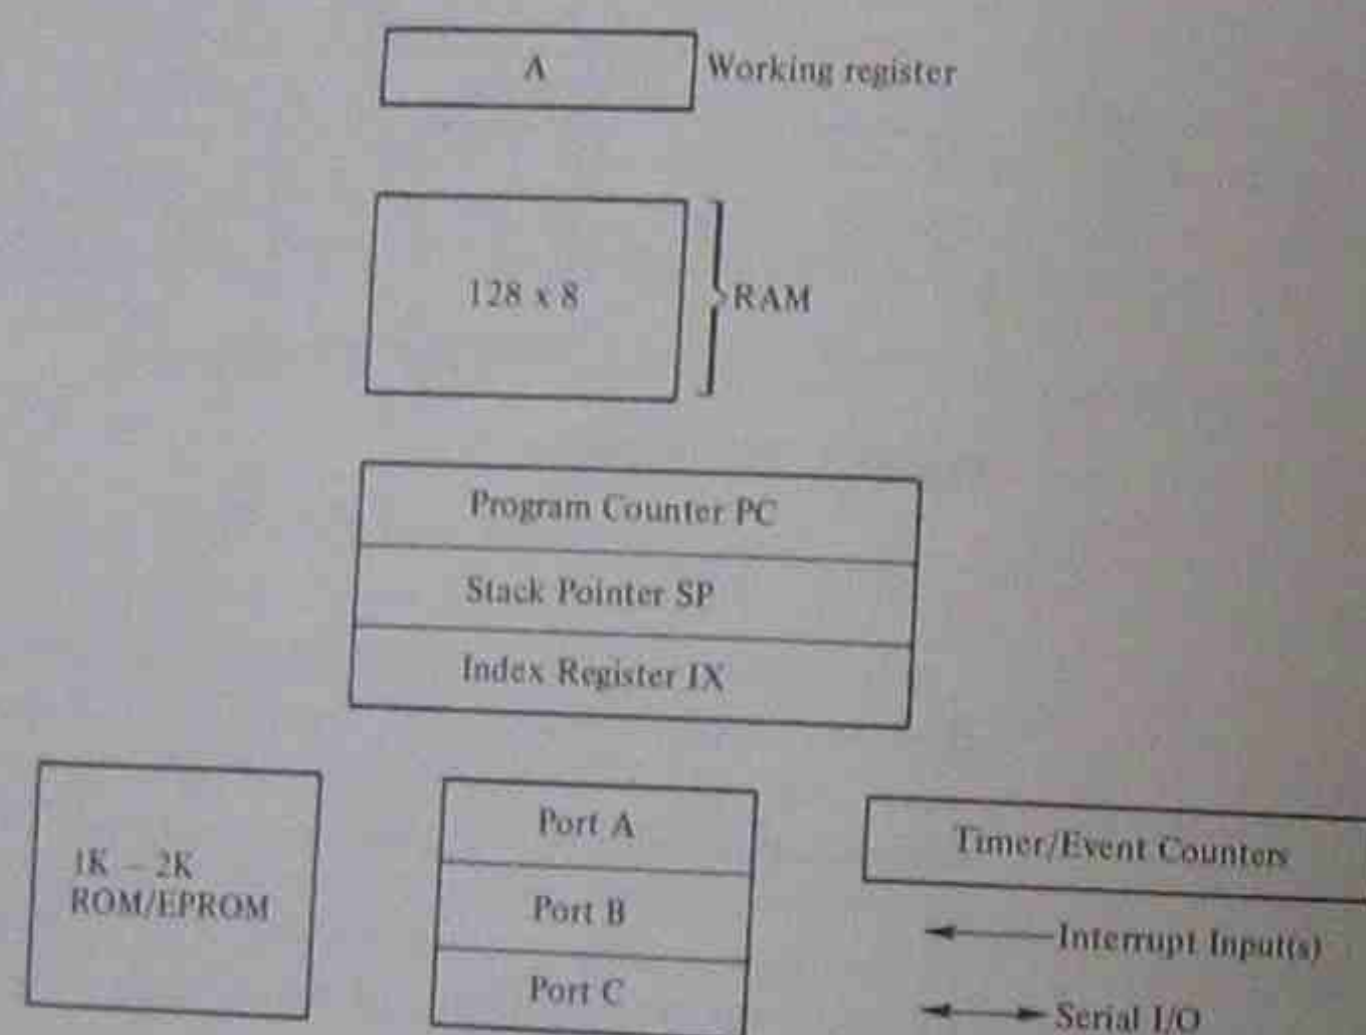 A
Working register
128 x 8
RAM
Program Counter PC
Stack Pointer SP
Index Register IX
1K – 2K
ROM/EPROM
Port A
Port B
Port C
Timer/Event Counters
Interrupt Input(s)
Serial I/O